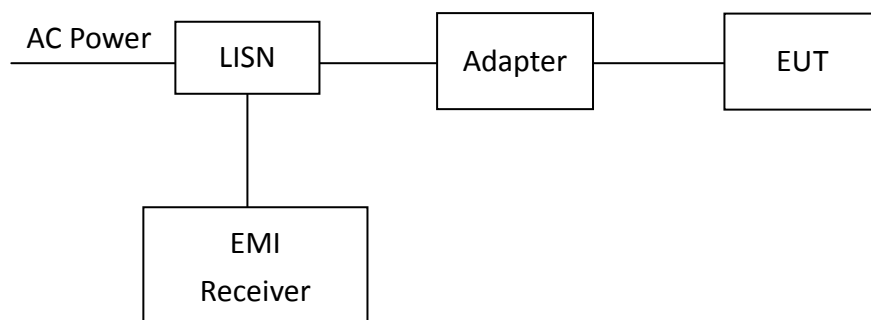 AC Power
LISN
Adapter
EUT
EMI
Receiver